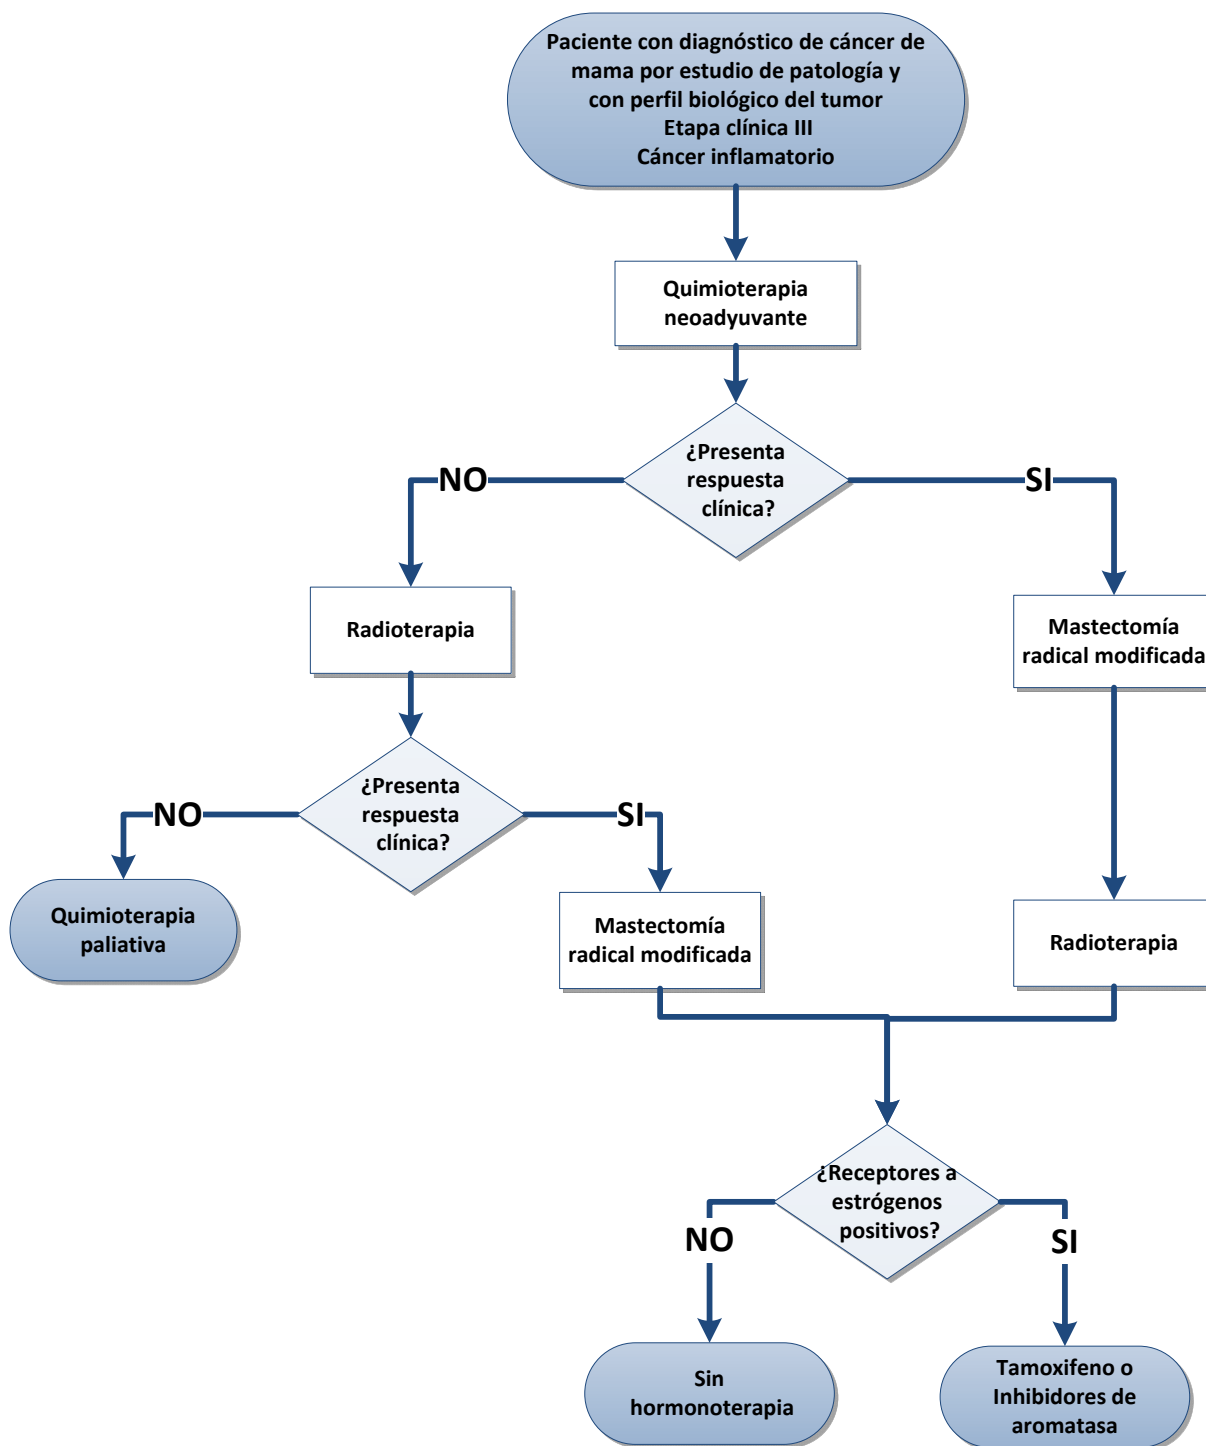 Paciente con diagnóstico de cáncer de
mama por estudio de patología y
con perfil biológico del tumor
Etapa clínica III
Cáncer inflamatorio
Quimioterapia
neoadyuvante
¿Presenta
respuesta
clínica?
NO
SI
Radioterapia
Mastectomía
radical modificada
¿Presenta
respuesta
clínica?
NO
SI
Quimioterapia
paliativa
Mastectomía
radical modificada
Radioterapia
¿Receptores a
estrógenos
positivos?
NO
SI
Sin
hormonoterapia
Tamoxifeno o
Inhibidores de
aromatasa